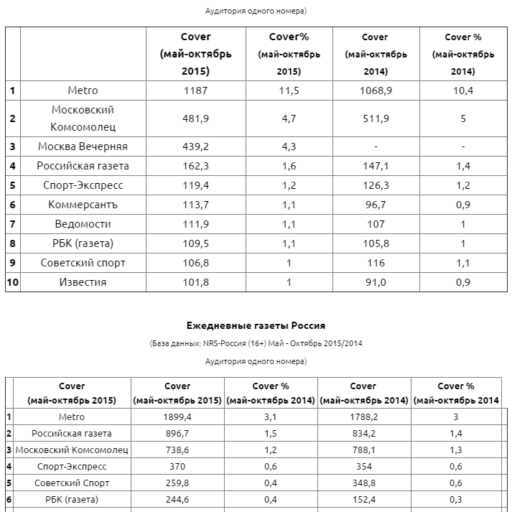 Аудитория одного номера)
Cover (май-октябрь 2015) Cover% (май-октябрь 2015) Cover (май-октябрь 2014) Cover % (май-октябрь 2014)
1 Metro 1187 11,5 1068,9 10,4
2 Московский Комсомолец 481,9 4,7 511,9 5
3 Москва Вечерняя 439,2 4,3 - -
4 Российская газета 162,3 1,6 147,1 1,4
5 Спорт-Экспресс 119,4 1,2 126,3 1,2
6 Коммерсантъ 113,7 1,1 96,7 0,9
7 Ведомости 111,9 1,1 107 1
8 РБК (газета) 109,5 1,1 105,8 1
9 Советский спорт 106,8 1 116 1,1
10 Известия 101,8 1 91,0 0,9
Ежедневные газеты Россия
(База данных: NRS-Россия (16+) Май - Октябрь 2015/2014
Аудитория одного номера)
Cover (май-октябрь 2015) Cover (май-октябрь 2015) Cover % (май-октябрь 2014) Cover (май-октябрь 2014) Cover % (май-октябрь 2014
1 Metro 1899,4 3,1 1788,2 3
2 Российская газета 896,7 1,5 834,2 1,4
3 Московский Комсомолец 738,6 1,2 788,1 1,3
4 Спорт-Экспресс 370 0,6 354 0,6
5 Советский Спорт 259,8 0,4 348,8 0,6
6 РБК (газета) 244,6 0,4 152,4 0,3